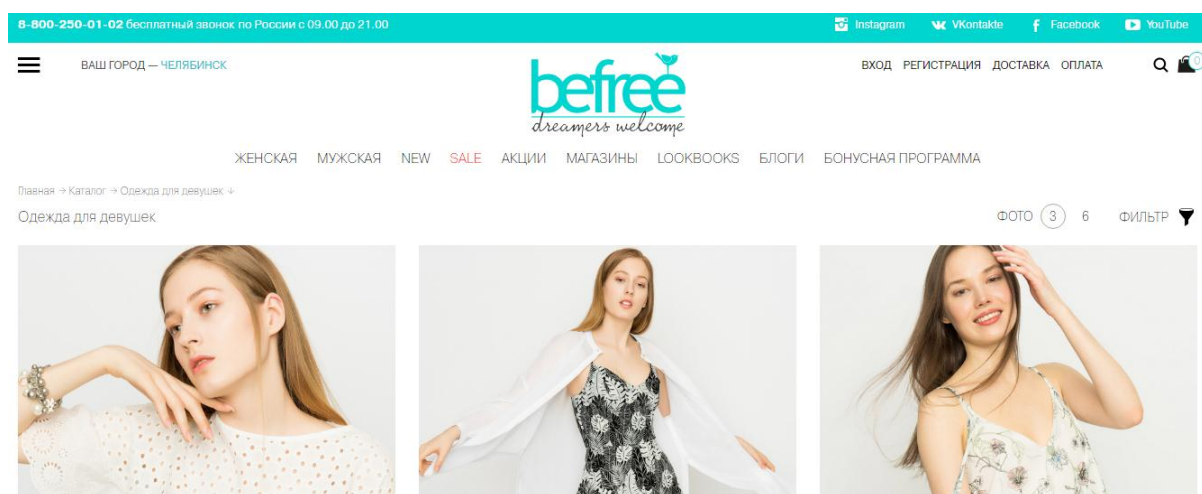 8-800-250-01-02 бесплатный звонок по России с 09.00 до 21.00 Instagram VKontakte Facebook YouTube
ВАШ ГОРОД — ЧЕЛЯБИНСК ВХОД РЕГИСТРАЦИЯ ДОСТАВКА ОПЛАТА 0
befree
dreamers welcome
ЖЕНСКАЯ МУЖСКАЯ NEW SALE АКЦИИ МАГАЗИНЫ LOOKBOOKS БЛОГИ БОНУСНАЯ ПРОГРАММА
Главная → Каталог → Одежда для девушек ↓
Одежда для девушек ФОТО 3 6 ФИЛЬТР